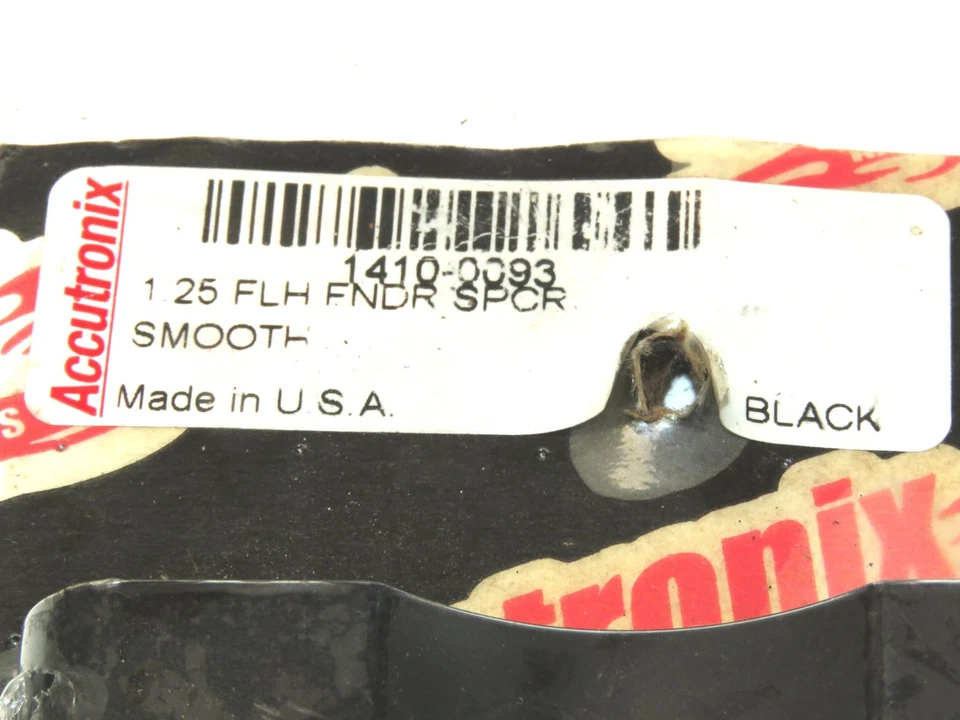 Accutronix
1410-0093
1.25 FLH FNDR SPCR
SMOOTH
Made in U.S.A.
BLACK
S
tronix